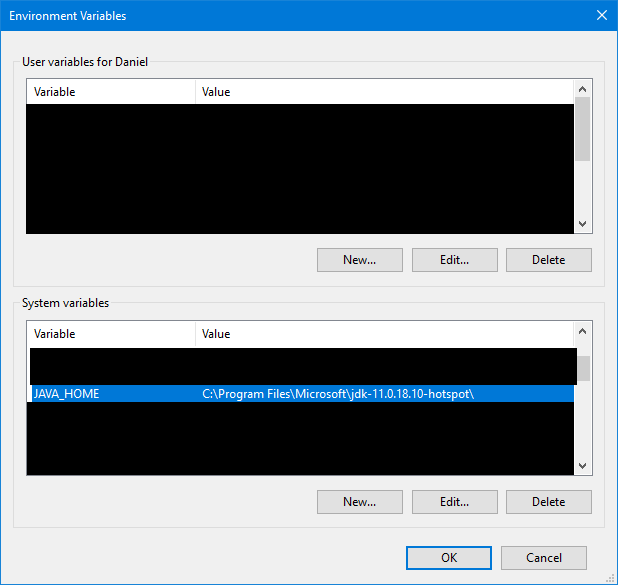 Environment Variables
User variables for Daniel
Variable Value
New... Edit... Delete
System variables
Variable Value
JAVA_HOME C:\Program Files\Microsoft\jdk-11.0.18.10-hotspot\
New... Edit... Delete
OK Cancel